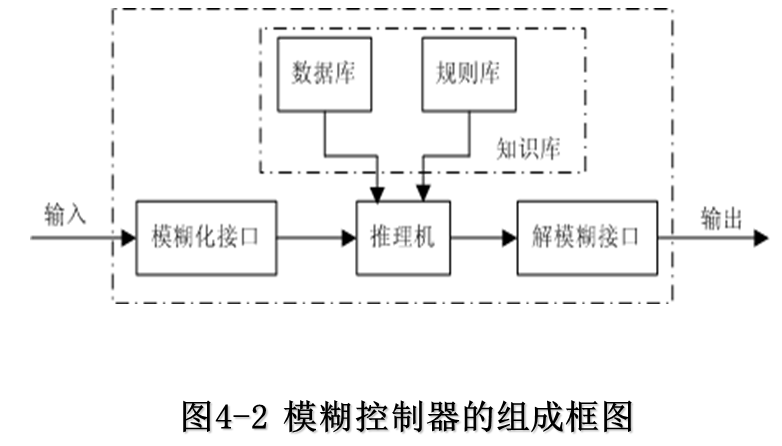 数据库
规则库
知识库
输入
模糊化接口
推理机
解模糊接口
输出
图4-2 模糊控制器的组成框图